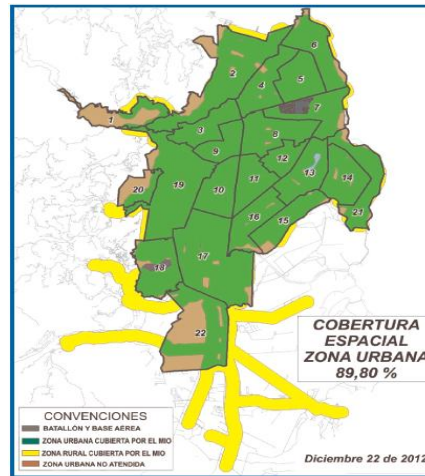 6
2
4
5
7
1
3
8
9
12
13
14
20
19
10
11
16
15
21
18
17
22
COBERTURA
ESPACIAL
ZONA URBANA
89,80 %
CONVENCIONES
BATALLÓN Y BASE AÉREA
ZONA URBANA CUBIERTA POR EL MIO
ZONA RURAL CUBIERTA POR EL MIO
ZONA URBANA NO ATENDIDA
Diciembre 22 de 2012